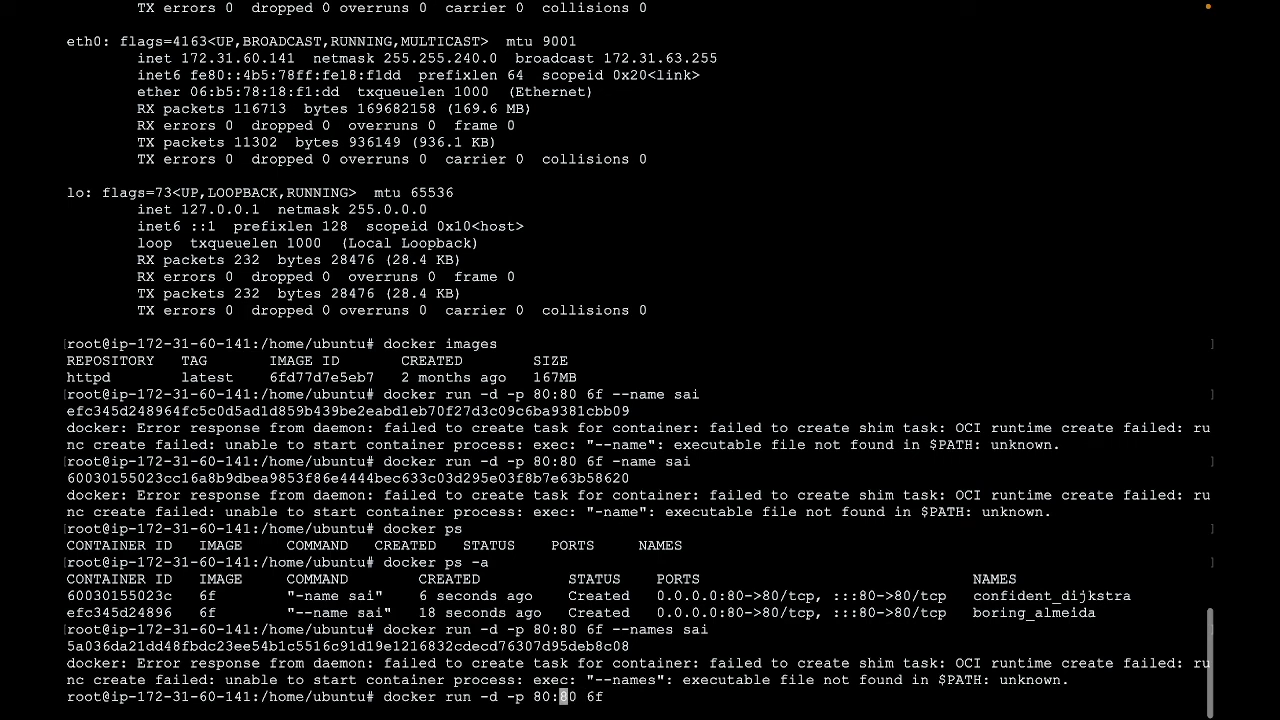 TX errors 0  dropped 0 overruns 0  carrier 0  collisions 0
eth0: flags=4163<UP,BROADCAST,RUNNING,MULTICAST>  mtu 9001
inet 172.31.60.141  netmask 255.255.240.0  broadcast 172.31.63.255
inet6 fe80::4b5:78ff:fe18:f1dd  prefixlen 64  scopeid 0x20<link>
ether 06:b5:78:18:f1:dd  txqueuelen 1000  (Ethernet)
RX packets 116713  bytes 169682158 (169.6 MB)
RX errors 0  dropped 0  overruns 0  frame 0
TX packets 11302  bytes 936149 (936.1 KB)
TX errors 0  dropped 0 overruns 0  carrier 0  collisions 0
lo: flags=73<UP,LOOPBACK,RUNNING>  mtu 65536
inet 127.0.0.1  netmask 255.0.0.0
inet6 ::1  prefixlen 128  scopeid 0x10<host>
loop  txqueuelen 1000  (Local Loopback)
RX packets 232  bytes 28476 (28.4 KB)
RX errors 0  dropped 0  overruns 0  frame 0
TX packets 232  bytes 28476 (28.4 KB)
TX errors 0  dropped 0 overruns 0  carrier 0  collisions 0
[root@ip-172-31-60-141:/home/ubuntu# docker images ]
REPOSITORY   TAG       IMAGE ID       CREATED        SIZE
httpd        latest    6fd77d7e5eb7   2 months ago   167MB
[root@ip-172-31-60-141:/home/ubuntu# docker run -d -p 80:80 6f --name sai ]
efc345d248964fc5c0d5ad1d859b439be2eabd1eb70f27d3c09c6ba9381cbb09
docker: Error response from daemon: failed to create task for container: failed to create shim task: OCI runtime create failed: ru
nc create failed: unable to start container process: exec: "--name": executable file not found in $PATH: unknown.
[root@ip-172-31-60-141:/home/ubuntu# docker run -d -p 80:80 6f -name sai ]
60030155023cc16a8b9dbea9853f86e4444bec633c03d295e03f8b7e63b58620
docker: Error response from daemon: failed to create task for container: failed to create shim task: OCI runtime create failed: ru
nc create failed: unable to start container process: exec: "-name": executable file not found in $PATH: unknown.
[root@ip-172-31-60-141:/home/ubuntu# docker ps ]
CONTAINER ID   IMAGE     COMMAND   CREATED   STATUS    PORTS     NAMES
[root@ip-172-31-60-141:/home/ubuntu# docker ps -a ]
CONTAINER ID   IMAGE     COMMAND        CREATED          STATUS    PORTS                               NAMES
60030155023c   6f        "-name sai"    6 seconds ago    Created   0.0.0.0:80->80/tcp, :::80->80/tcp   confident_dijkstra
efc345d24896   6f        "--name sai"   18 seconds ago   Created   0.0.0.0:80->80/tcp, :::80->80/tcp   boring_almeida
[root@ip-172-31-60-141:/home/ubuntu# docker run -d -p 80:80 6f --names sai ]
5a036da21dd48fbdc23ee54b1c5516c91d19e1216832cdecd76307d95deb8c08
docker: Error response from daemon: failed to create task for container: failed to create shim task: OCI runtime create failed: ru
nc create failed: unable to start container process: exec: "--names": executable file not found in $PATH: unknown.
root@ip-172-31-60-141:/home/ubuntu# docker run -d -p 80:80 6f